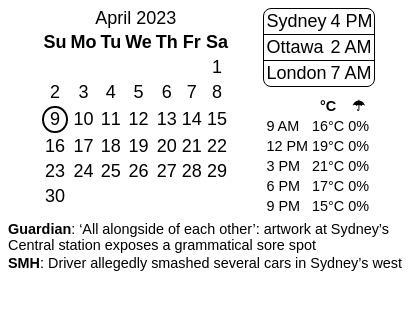 April 2023
Su Mo Tu We Th Fr Sa
1
2 3 4 5 6 7 8
9 10 11 12 13 14 15
16 17 18 19 20 21 22
23 24 25 26 27 28 29
30
Sydney 4 PM
Ottawa 2 AM
London 7 AM
°C ☂
9 AM 16°C 0%
12 PM 19°C 0%
3 PM 21°C 0%
6 PM 17°C 0%
9 PM 15°C 0%
Guardian: ‘All alongside of each other’: artwork at Sydney’s
Central station exposes a grammatical sore spot
SMH: Driver allegedly smashed several cars in Sydney’s west